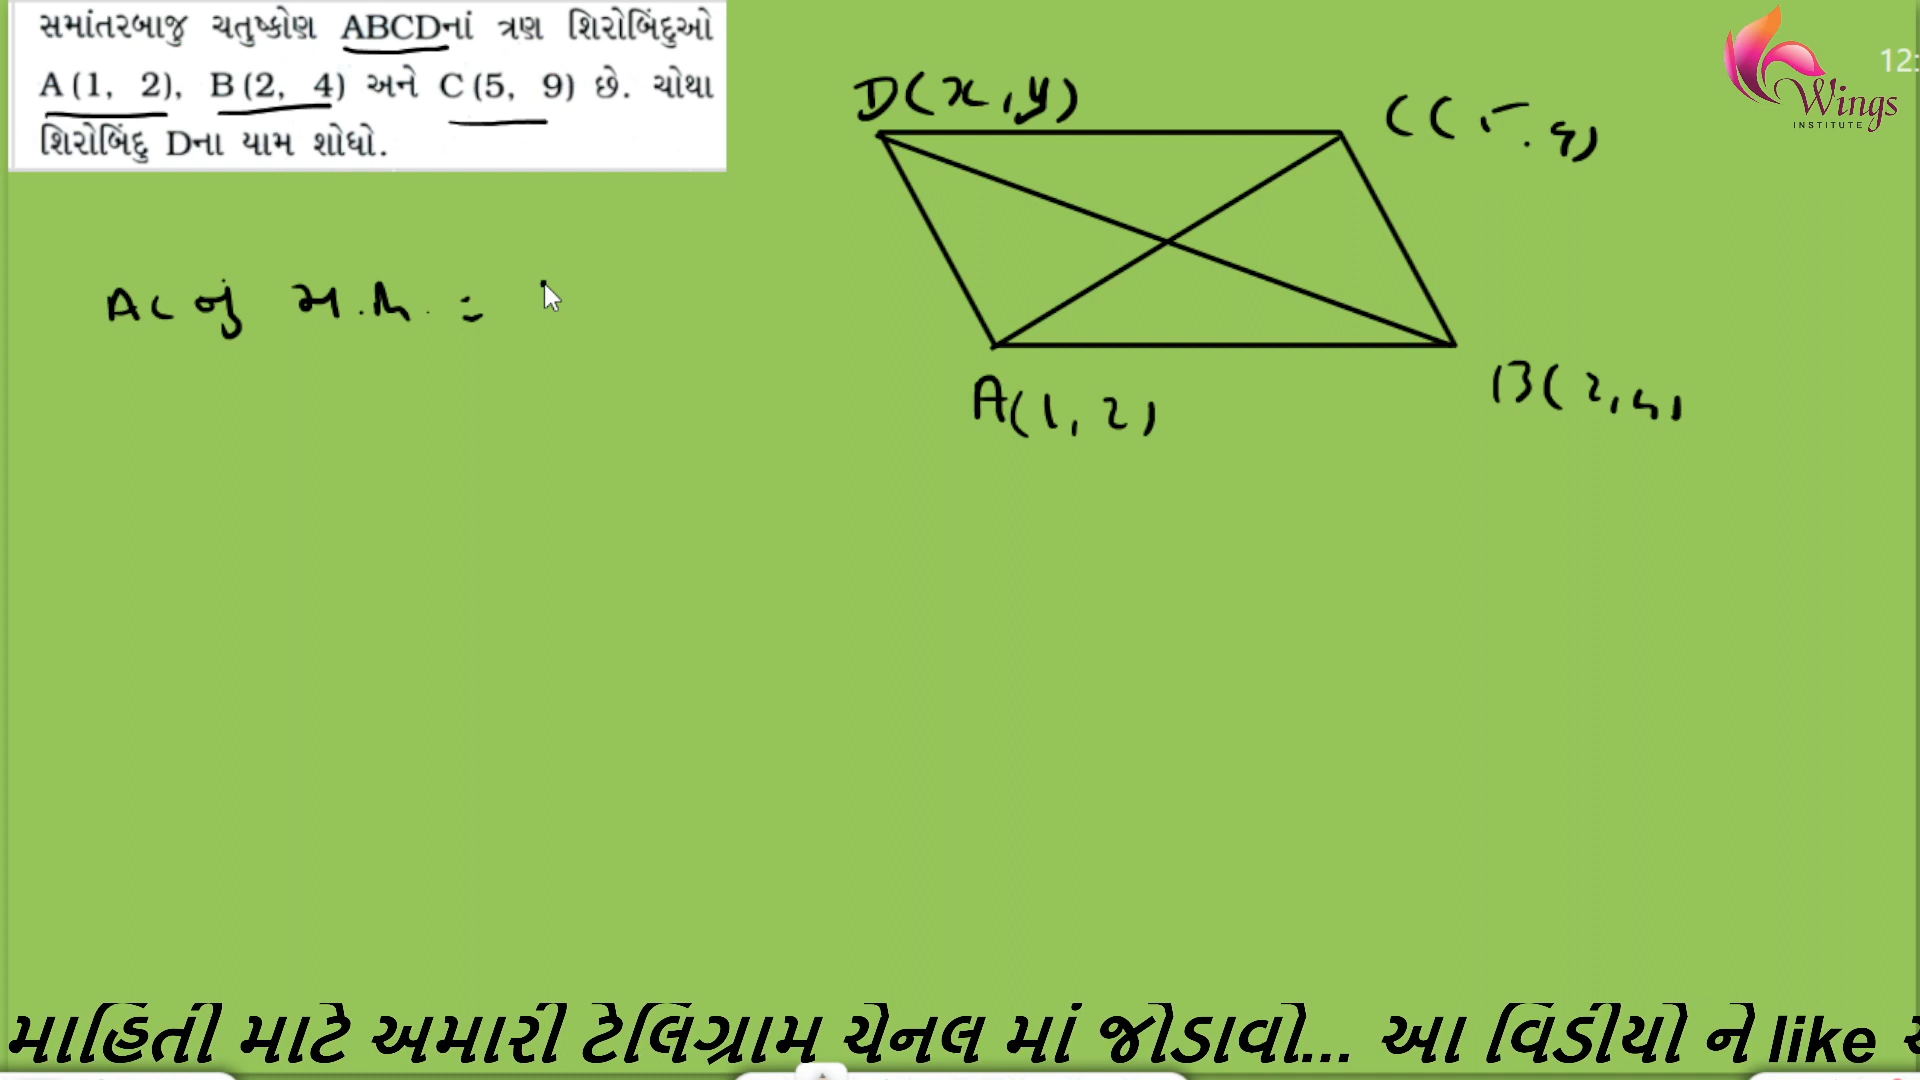 સમાંતરબાજુ ચતુષ્કોણ ABCDનાં ત્રણ શિરોબિંદુઓ
A (1, 2), B (2, 4) અને C (5, 9) છે. ચોથા
શિરોબિંદુ Dના યામ શોધો.
12:
Wings
INSTITUTE
D(x, y)
C(5, 9)
A(1, 2)
B(2, 4)
AC નું મ.બિં. =
માહિતી માટે અમારી ટેલિગ્રામ ચેનલ માં જોડાવો... આ વિડીયો ને like